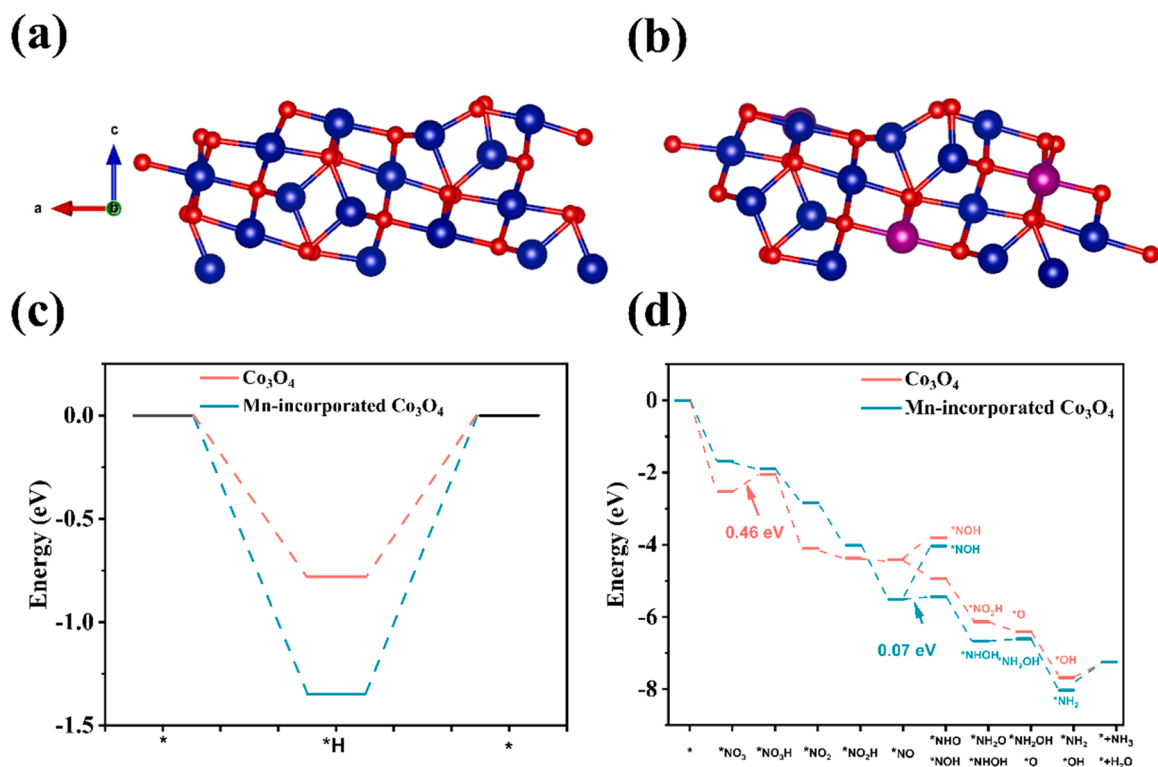 (a)
(b)
c
a
b
(c)
(d)
Co₃O₄
Mn-incorporated Co₃O₄
Energy (eV)
0.0
-0.5
-1.0
-1.5
*
*H
*
Co₃O₄
Mn-incorporated Co₃O₄
Energy (eV)
0
-2
-4
-6
-8
0.46 eV
0.07 eV
*NOH
*NOH
*NO₂H
*O
*NHOH
*NH₂OH
*OH
*NH₂
* *NO₃ *NO₃H *NO₂ *NO₂H *NO *NHO *NH₂O *NH₂OH *NH₂ *+NH₃
*NOH *NHOH *O *OH *+H₂O